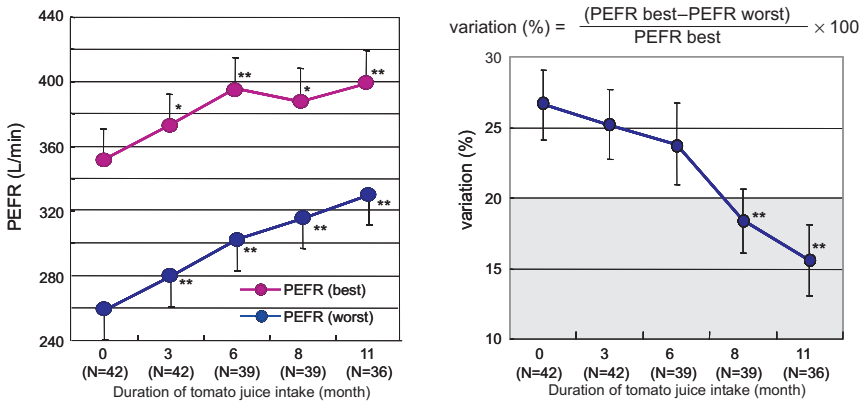 440
400
360
320
280
240
PEFR (L/min)
*
**
*
**
**
**
**
**
PEFR (best)
PEFR (worst)
0 3 6 8 11
(N=42) (N=42) (N=39) (N=39) (N=36)
Duration of tomato juice intake (month)
variation (%) = (PEFR best–PEFR worst) × 100
PEFR best
30
25
20
15
10
variation (%)
**
**
0 3 6 8 11
(N=42) (N=42) (N=39) (N=39) (N=36)
Duration of tomato juice intake (month)